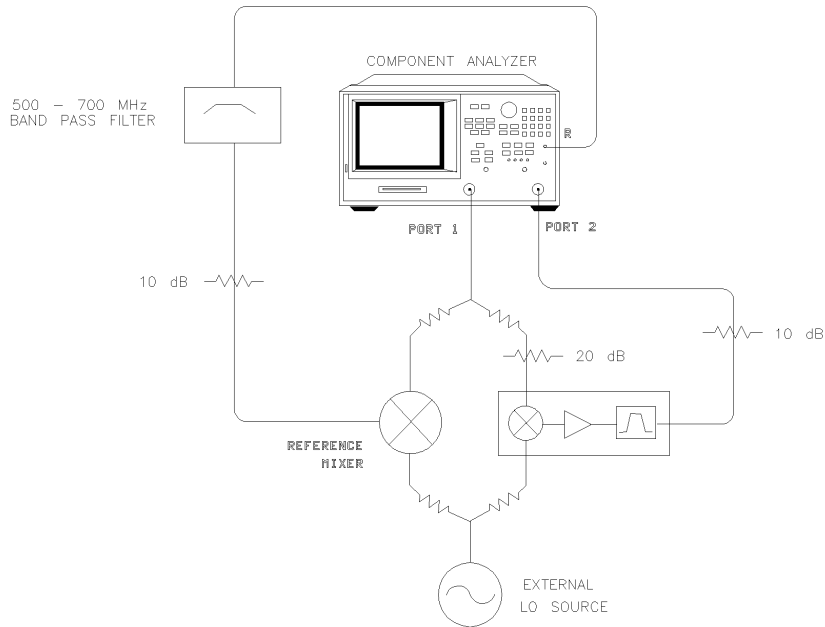 COMPONENT ANALYZER
500 - 700 MHz
BAND PASS FILTER
PORT 1
PORT 2
10 dB
10 dB
20 dB
REFERENCE
MIXER
EXTERNAL
LO SOURCE